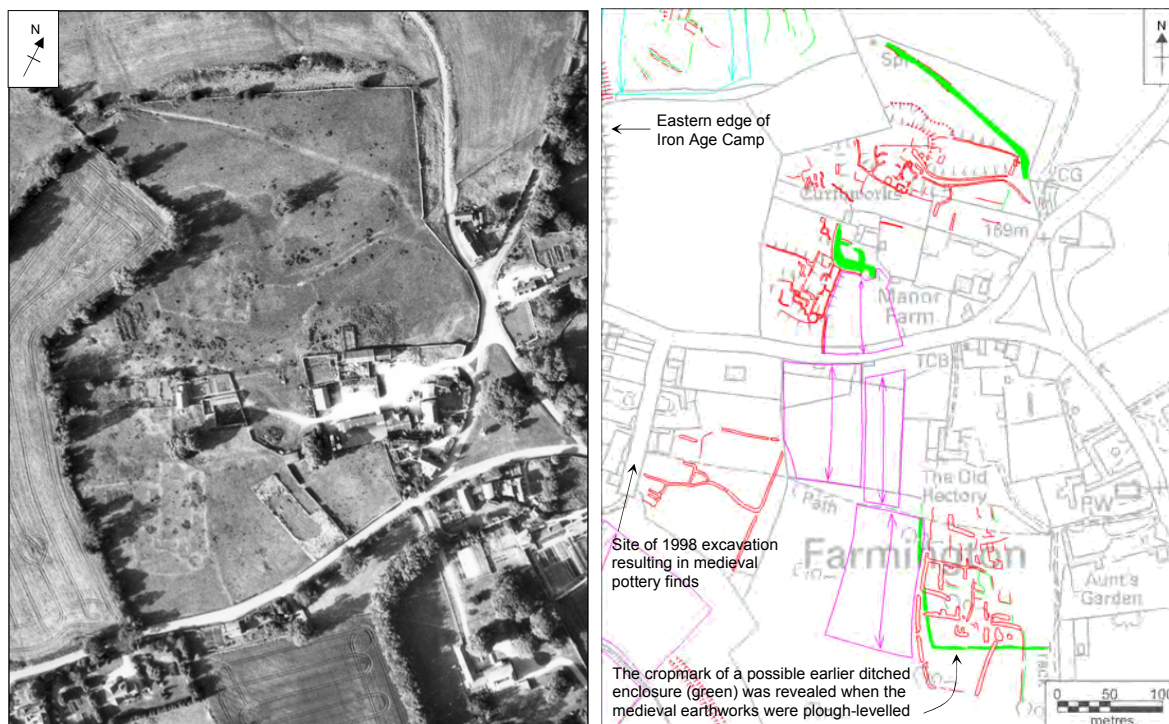 N
N
Spr
Eastern edge of
Iron Age Camp
Earthworks
169m
Manor
Farm
TCB
The Old
Rectory
Path
PW
Site of 1998 excavation
resulting in medieval
pottery finds
Farmington
Aunt's
Garden
Track
The cropmark of a possible earlier ditched
enclosure (green) was revealed when the
medieval earthworks were plough-levelled
0 50 100
metres